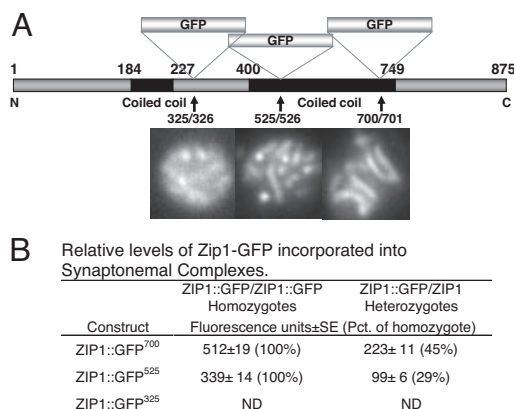 A
GFP
GFP
GFP
1 184 227 400 749 875
N Coiled coil Coiled coil C
325/326 525/526 700/701
B Relative levels of Zip1-GFP incorporated into
Synaptonemal Complexes.
ZIP1::GFP/ZIP1::GFP ZIP1::GFP/ZIP1
Homozygotes Heterozygotes
Construct Fluorescence units±SE (Pct. of homozygote)
ZIP1::GFP700 512±19 (100%) 223± 11 (45%)
ZIP1::GFP525 339± 14 (100%) 99± 6 (29%)
ZIP1::GFP325 ND ND